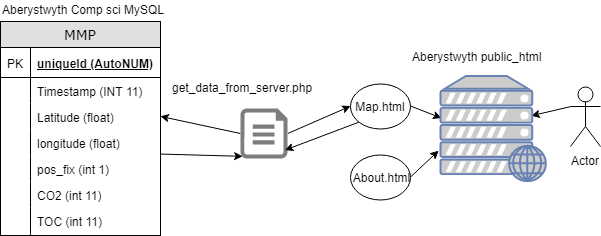 Aberystwyth Comp sci MySQL
MMP
PK uniqueId (AutoNUM)
Timestamp (INT 11)
Latitude (float)
longitude (float)
pos_fix (int 1)
CO2 (int 11)
TOC (int 11)
get_data_from_server.php
Map.html
About.html
Aberystwyth public_html
Actor